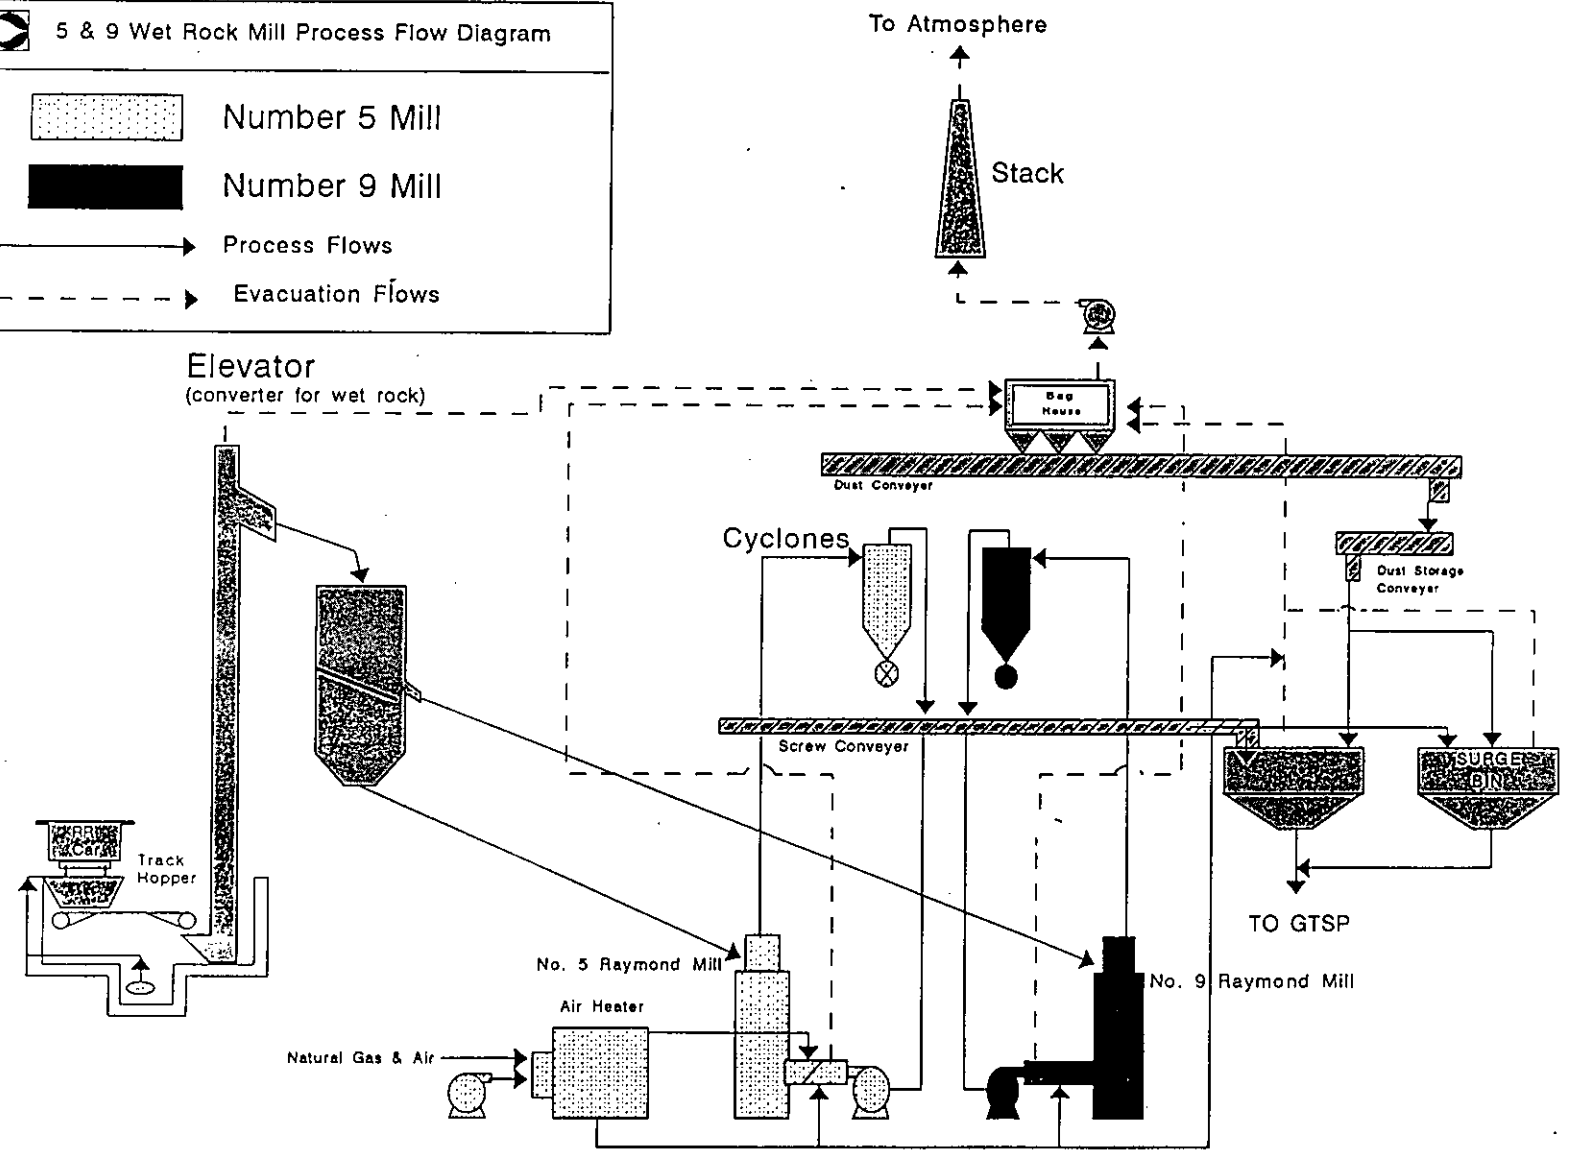 5 & 9 Wet Rock Mill Process Flow Diagram
Number 5 Mill
Number 9 Mill
Process Flows
Evacuation Flows
To Atmosphere
Stack
Elevator
(converter for wet rock)
Bag
House
Dust Conveyer
Cyclones
Dust Storage
Conveyer
Screw Conveyer
SURGE
BIN
RR
Car
Track
Hopper
TO GTSP
No. 5 Raymond Mill
No. 9 Raymond Mill
Air Heater
Natural Gas & Air